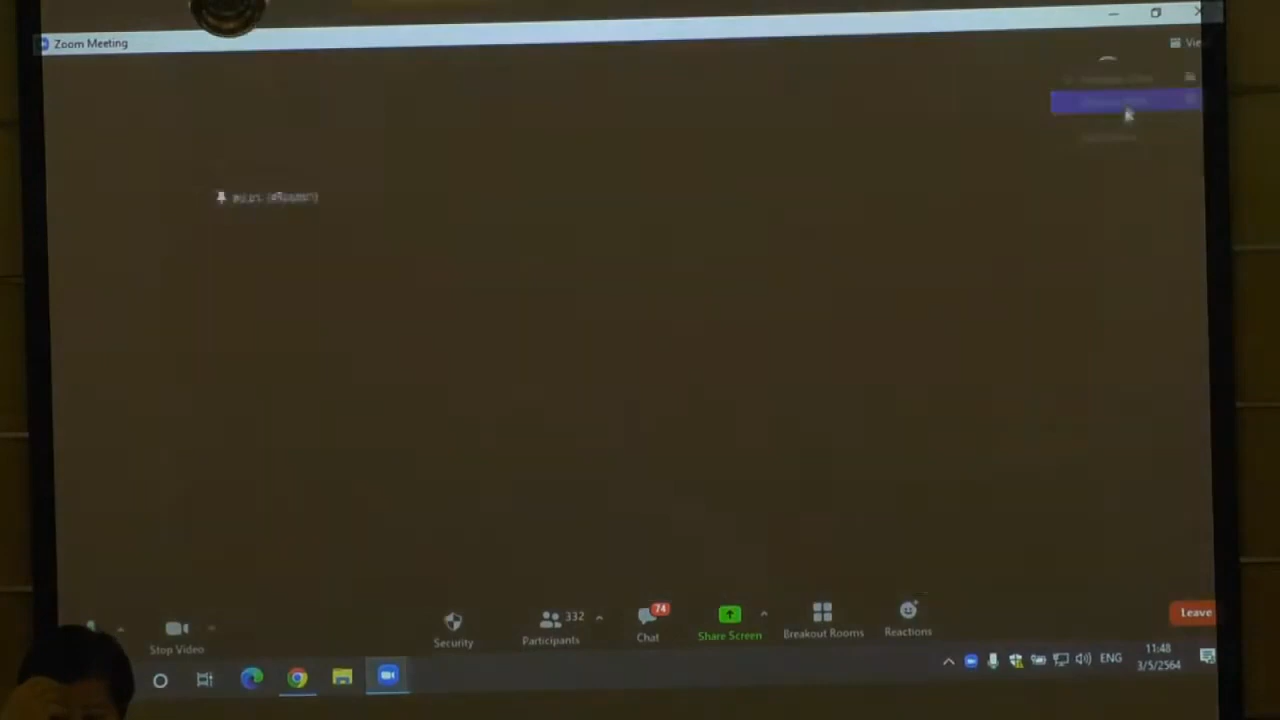 Zoom Meeting
View
Stop Video
Security
Participants
332
Chat
74
Share Screen
Breakout Rooms
Reactions
Leave
ENG
11:48
3/5/2564